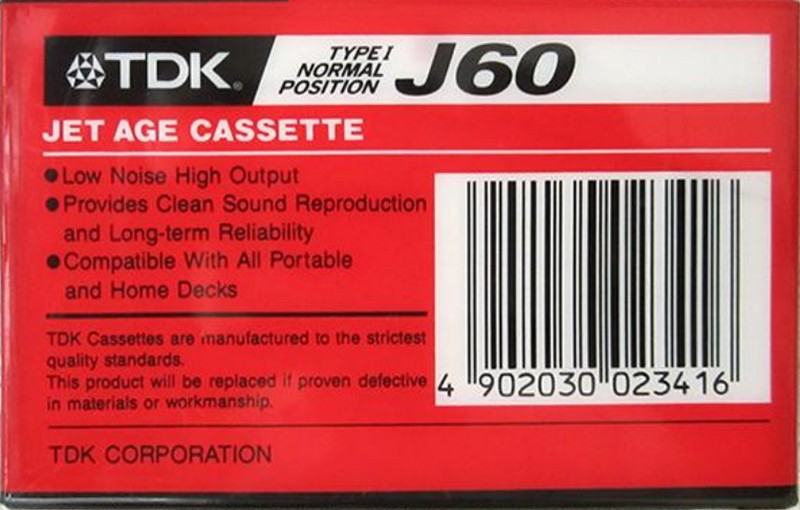 TDK®
TYPE I
NORMAL
POSITION
J60
JET AGE CASSETTE
●Low Noise High Output
●Provides Clean Sound Reproduction
and Long-term Reliability
●Compatible With All Portable
and Home Decks
TDK Cassettes are manufactured to the strictest
quality standards.
This product will be replaced if proven defective
in materials or workmanship.
4 902030 023416
TDK CORPORATION